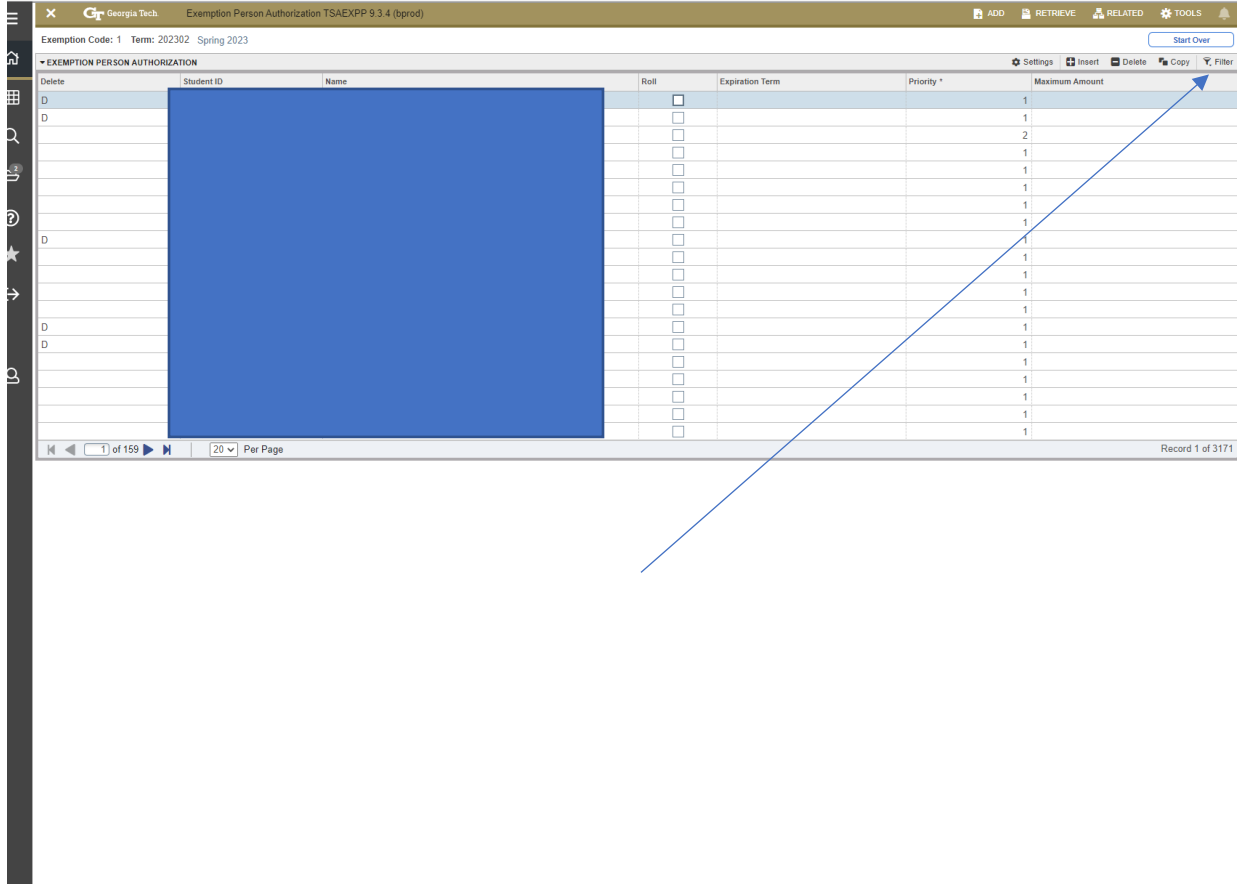 Georgia Tech. Exemption Person Authorization TSAEXPP 9.3.4 (bprod) ADD RETRIEVE RELATED TOOLS
Exemption Code: 1 Term: 202302 Spring 2023 Start Over
EXEMPTION PERSON AUTHORIZATION Settings Insert Delete Copy Filter
Delete Student ID Name Roll Expiration Term Priority * Maximum Amount
D 1
D 1
2
2 1
1
1
1
1
D 1
1
1
1
1
D 1
D 1
1
1
1
1
1
1 of 159 20 Per Page Record 1 of 3171